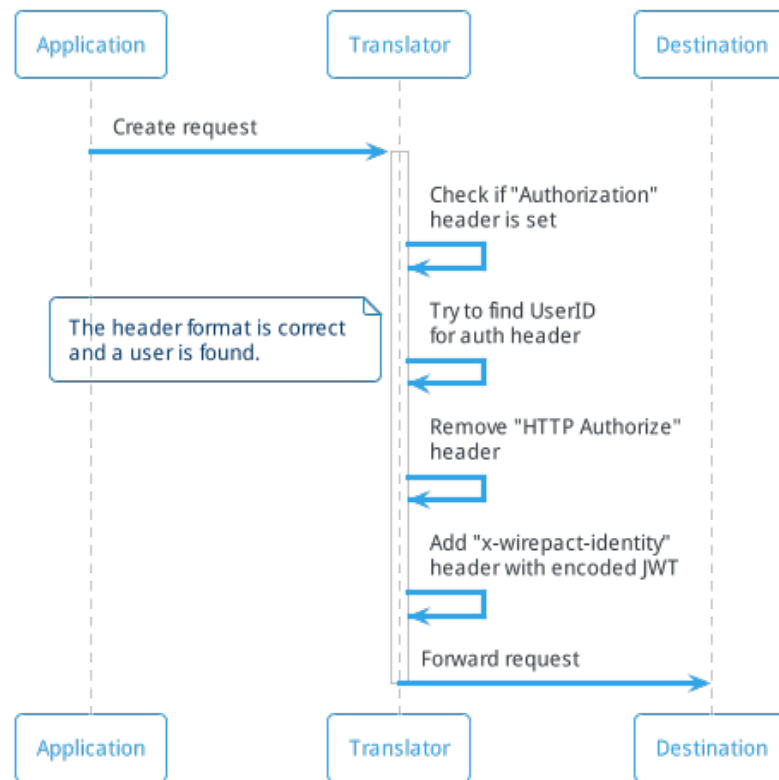 Application
Translator
Destination
Create request
Check if "Authorization"
header is set
The header format is correct
and a user is found.
Try to find UserID
for auth header
Remove "HTTP Authorize"
header
Add "x-wirepact-identity"
header with encoded JWT
Forward request
Application
Translator
Destination